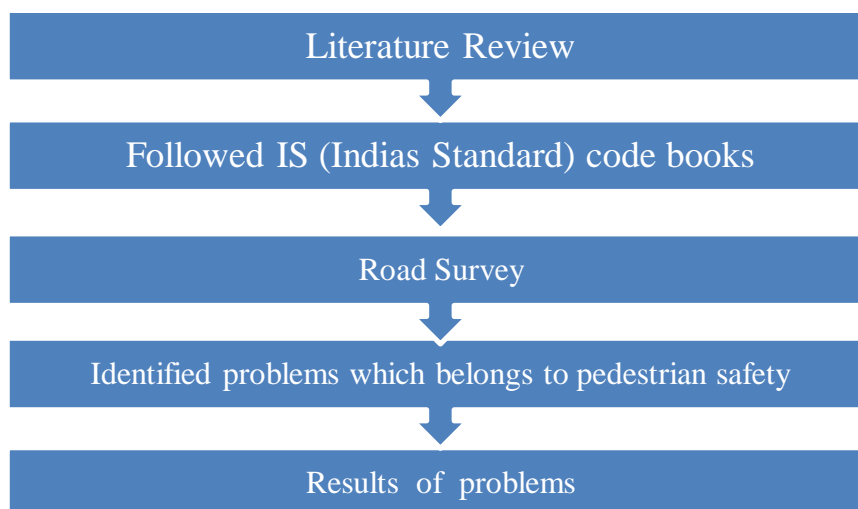 Literature Review
Followed IS (Indias Standard) code books
Road Survey
Identified problems which belongs to pedestrian safety
Results of problems